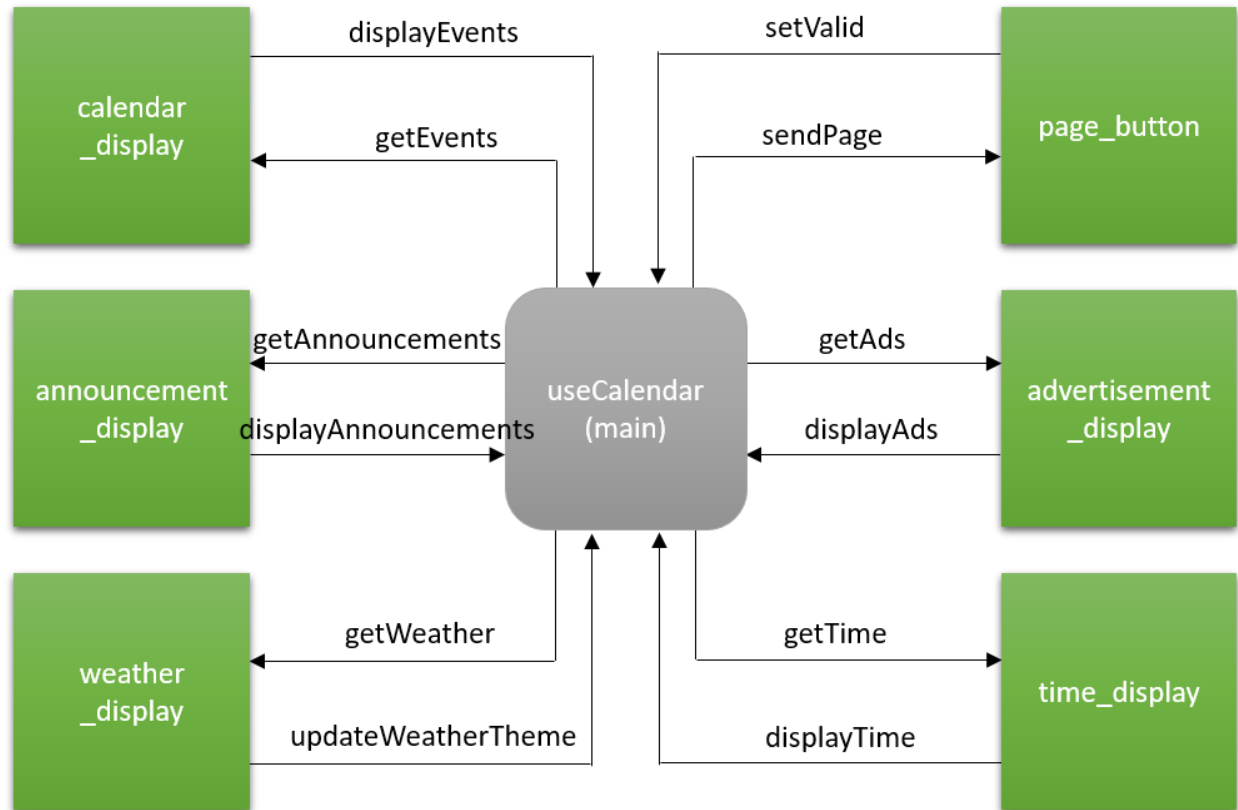 displayEvents
setValid
calendar
_display
page_button
getEvents
sendPage
getAnnouncements
getAds
announcement
_display
useCalendar
(main)
advertisement
_display
displayAnnouncements
displayAds
getWeather
getTime
weather
_display
time_display
updateWeatherTheme
displayTime